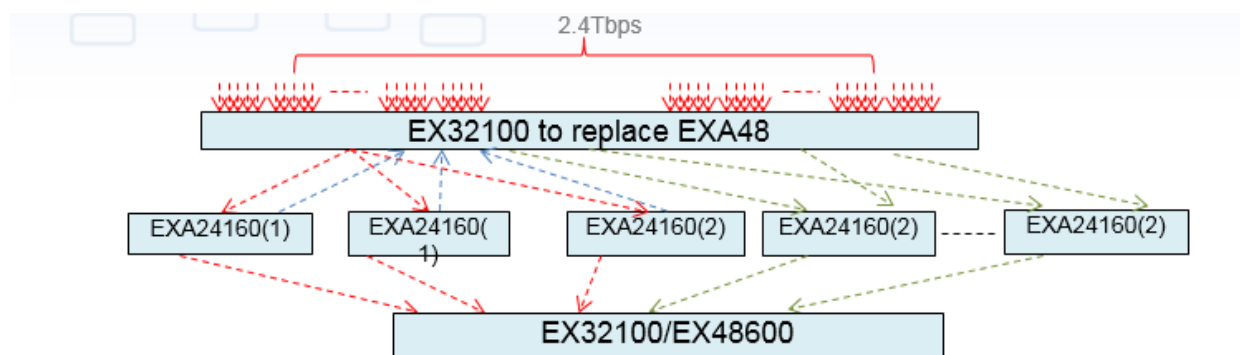 2.4Tbps
EX32100 to replace EXA48
EXA24160(1)
EXA24160(
1)
EXA24160(2)
EXA24160(2)
EXA24160(2)
EX32100/EX48600